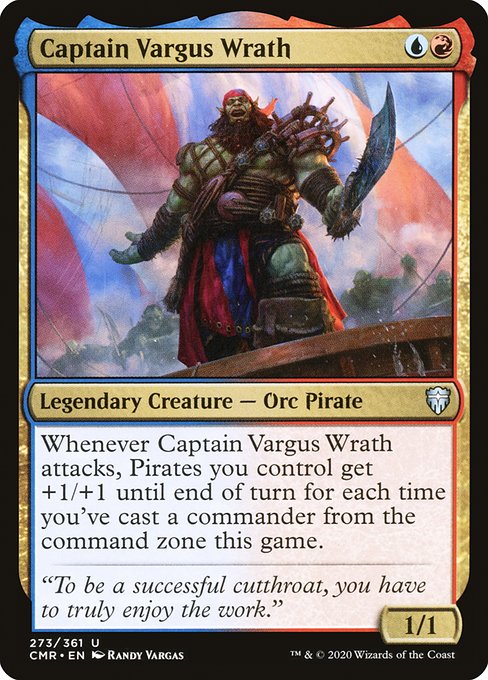 Captain Vargus Wrath
Legendary Creature — Orc Pirate
Whenever Captain Vargus Wrath
attacks, Pirates you control get
+1/+1 until end of turn for each time
you've cast a commander from the
command zone this game.
“To be a successful cutthroat, you have
to truly enjoy the work.”
1/1
273/361 U
CMR • EN Randy Vargas
™ & © 2020 Wizards of the Coast